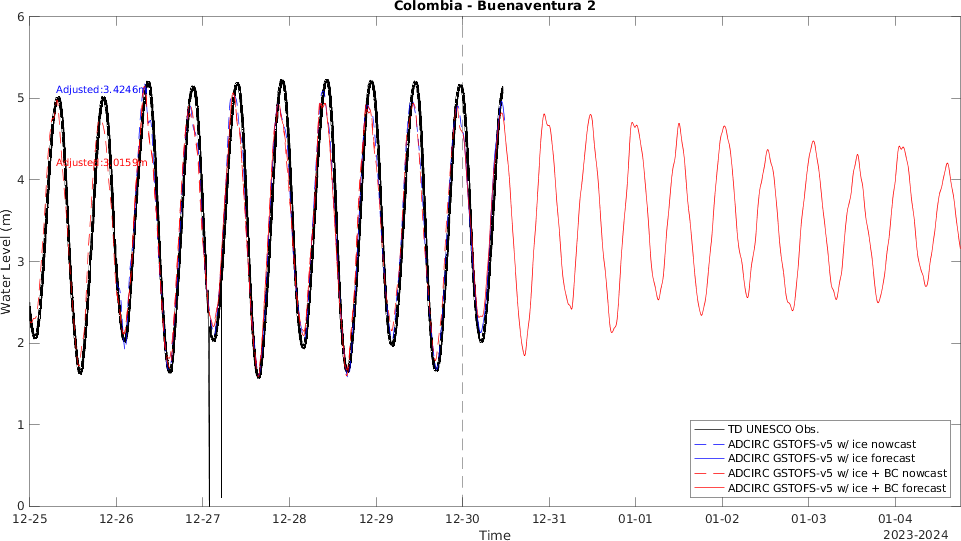 Colombia - Buenaventura 2
6
5
4
3
2
1
0
Water Level (m)
Adjusted:3.4246m
Adjusted:3.0159m
TD UNESCO Obs.
ADCIRC GSTOFS-v5 w/ ice nowcast
ADCIRC GSTOFS-v5 w/ ice forecast
ADCIRC GSTOFS-v5 w/ ice + BC nowcast
ADCIRC GSTOFS-v5 w/ ice + BC forecast
12-25 12-26 12-27 12-28 12-29 12-30 12-31 01-01 01-02 01-03 01-04
Time
2023-2024